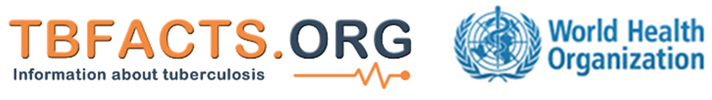 TBFACTS.ORG
Information about tuberculosis
World Health
Organization